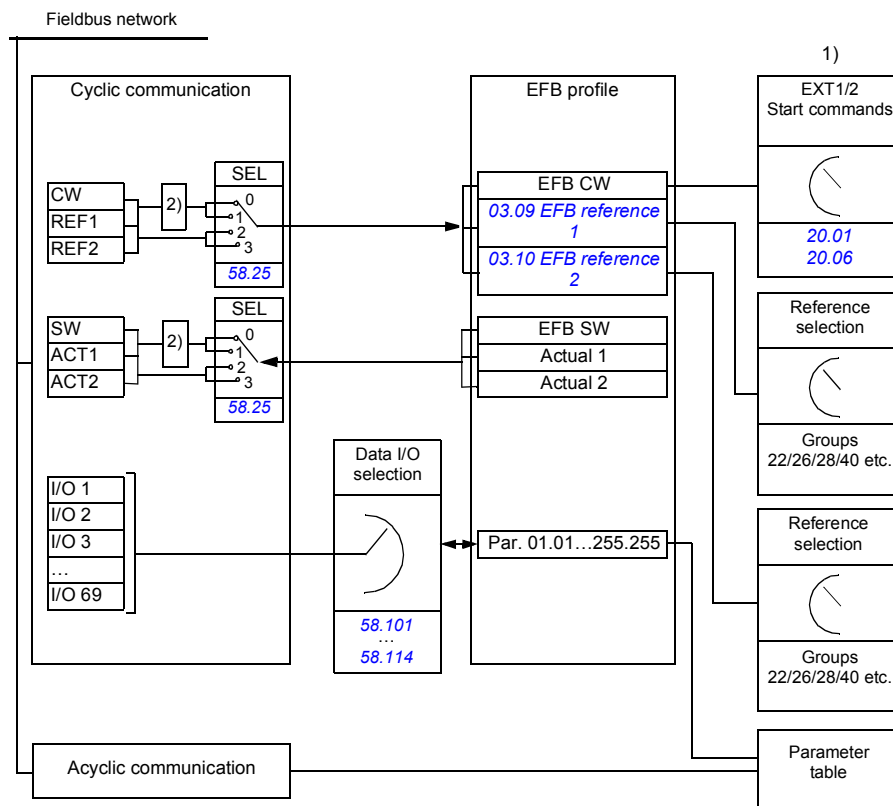 Fieldbus network
1)
Cyclic communication
EFB profile
EXT1/2
Start commands
CW
REF1
REF2
2)
SEL
0
1
2
3
58.25
EFB CW
03.09 EFB reference
1
03.10 EFB reference
2
20.01
20.06
SW
ACT1
ACT2
2)
SEL
0
1
2
3
58.25
EFB SW
Actual 1
Actual 2
Reference
selection
Groups
22/26/28/40 etc.
I/O 1
I/O 2
I/O 3
...
I/O 69
Data I/O
selection
58.101
...
58.114
Par. 01.01...255.255
Reference
selection
Groups
22/26/28/40 etc.
Acyclic communication
Parameter
table